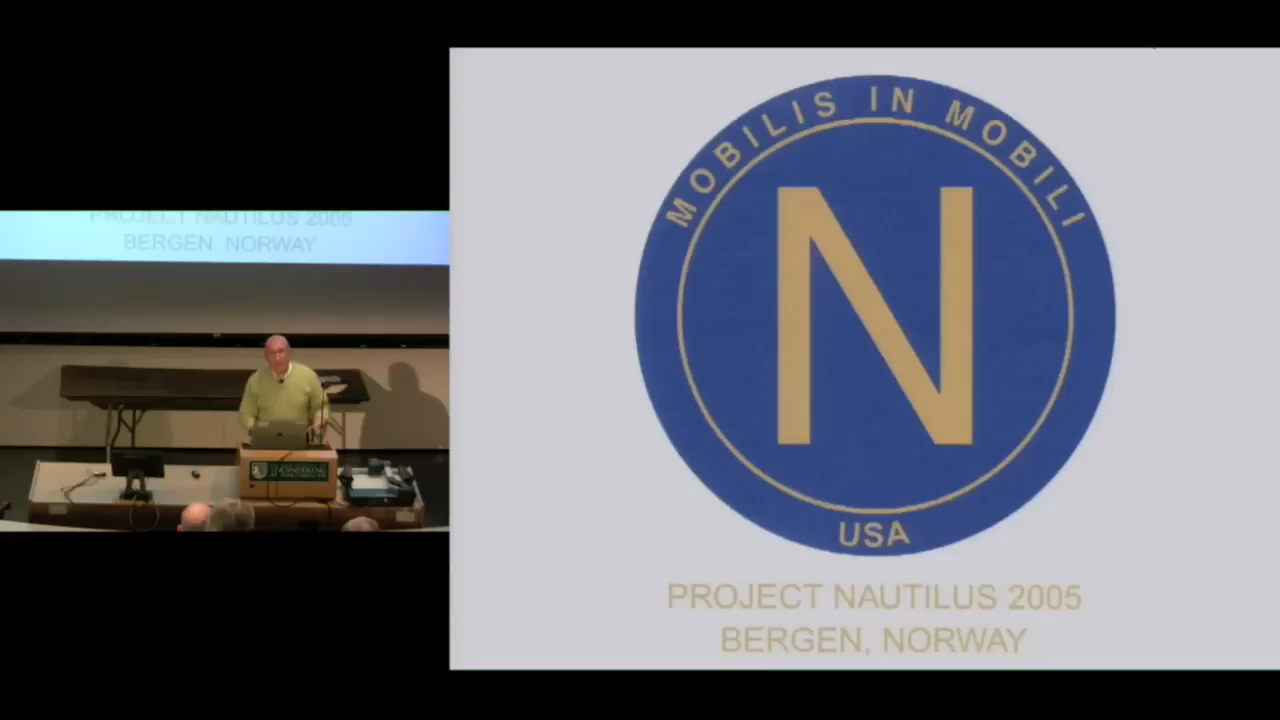 MOBILIS IN MOBILI
N
USA
PROJECT NAUTILUS 2005
BERGEN, NORWAY
PROJECT NAUTILUS 2005
BERGEN, NORWAY